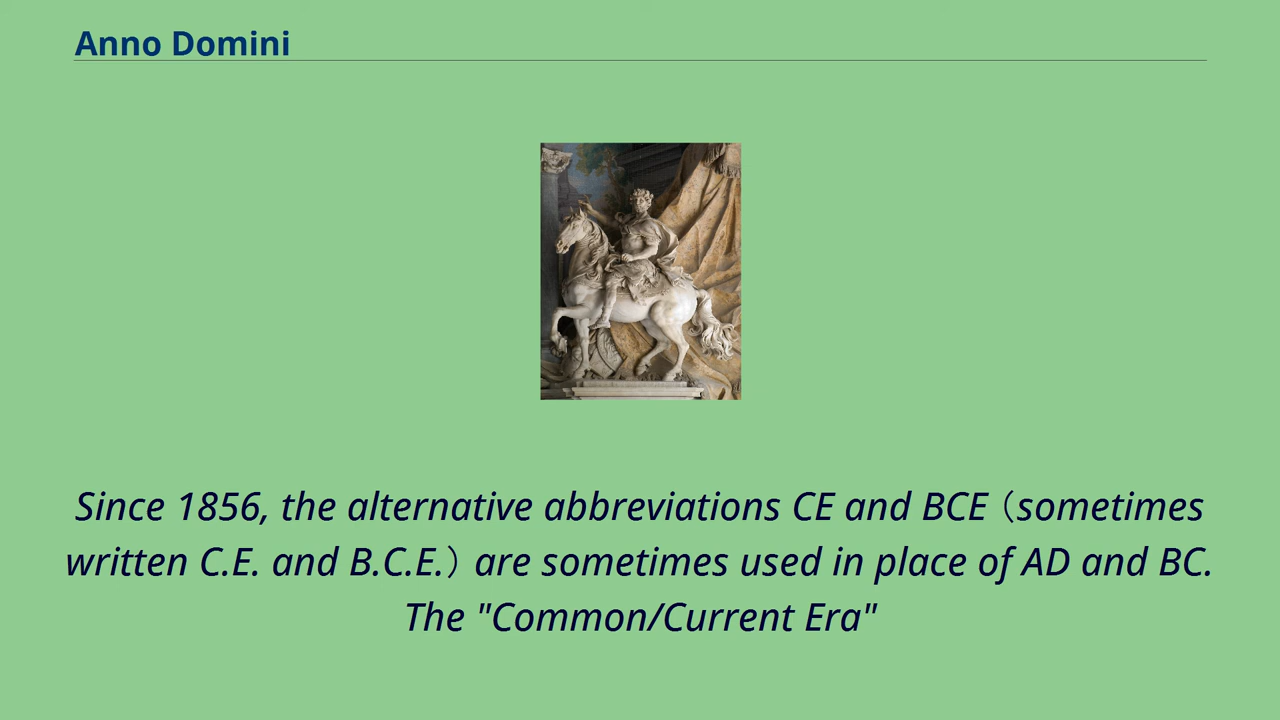 Anno Domini
Since 1856, the alternative abbreviations CE and BCE（sometimes
written C.E. and B.C.E.）are sometimes used in place of AD and BC.
The "Common/Current Era"